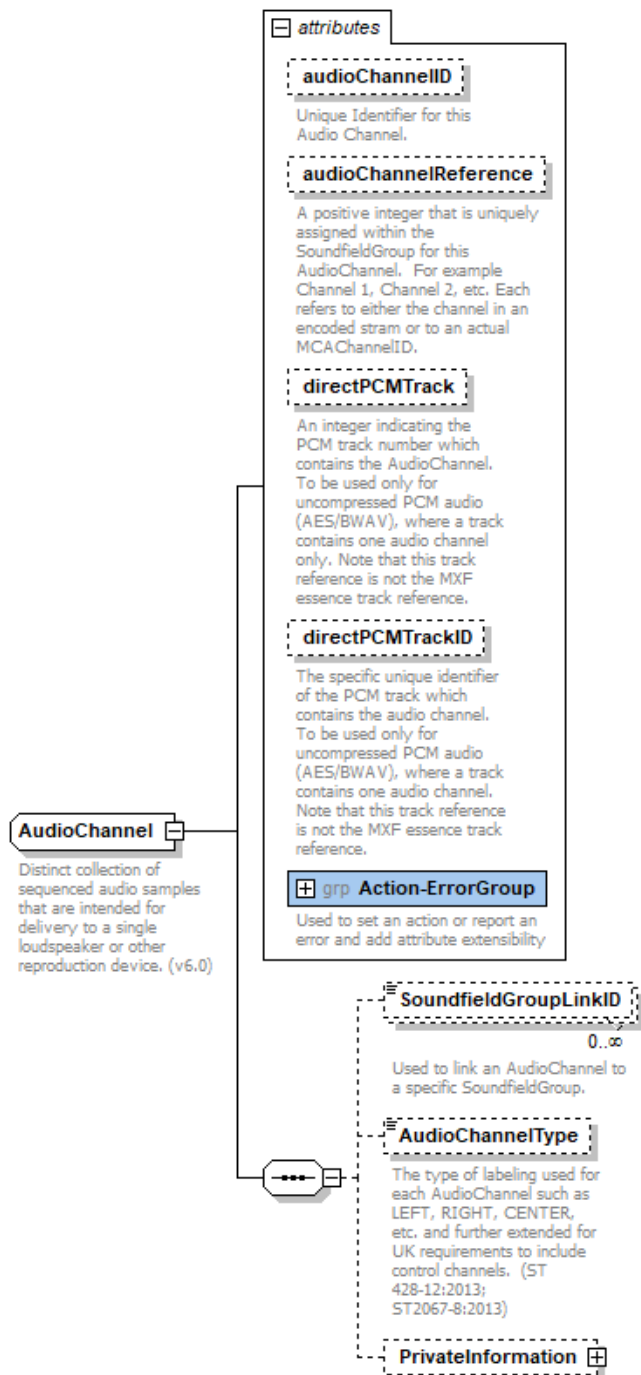 attributes
audioChannelID
Unique Identifier for this
Audio Channel.
audioChannelReference
A positive integer that is uniquely
assigned within the
SoundfieldGroup for this
AudioChannel.  For example
Channel 1, Channel 2, etc. Each
refers to either the channel in an
encoded stram or to an actual
MCAChannelID.
directPCMTrack
An integer indicating the
PCM track number which
contains the AudioChannel.
To be used only for
uncompressed PCM audio
(AES/BWAV), where a track
contains one audio channel
only. Note that this track
reference is not the MXF
essence track reference.
directPCMTrackID
The specific unique identifier
of the PCM track which
contains the audio channel.
To be used only for
uncompressed PCM audio
(AES/BWAV), where a track
contains one audio channel.
Note that this track reference
is not the MXF essence track
reference.
grp Action-ErrorGroup
Used to set an action or report an
error and add attribute extensibility
AudioChannel
Distinct collection of
sequenced audio samples
that are intended for
delivery to a single
loudspeaker or other
reproduction device. (v6.0)
SoundfieldGroupLinkID
0..∞
Used to link an AudioChannel to
a specific SoundfieldGroup.
AudioChannelType
The type of labeling used for
each AudioChannel such as
LEFT, RIGHT, CENTER,
etc. and further extended for
UK requirements to include
control channels.  (ST
428-12:2013;
ST2067-8:2013)
PrivateInformation